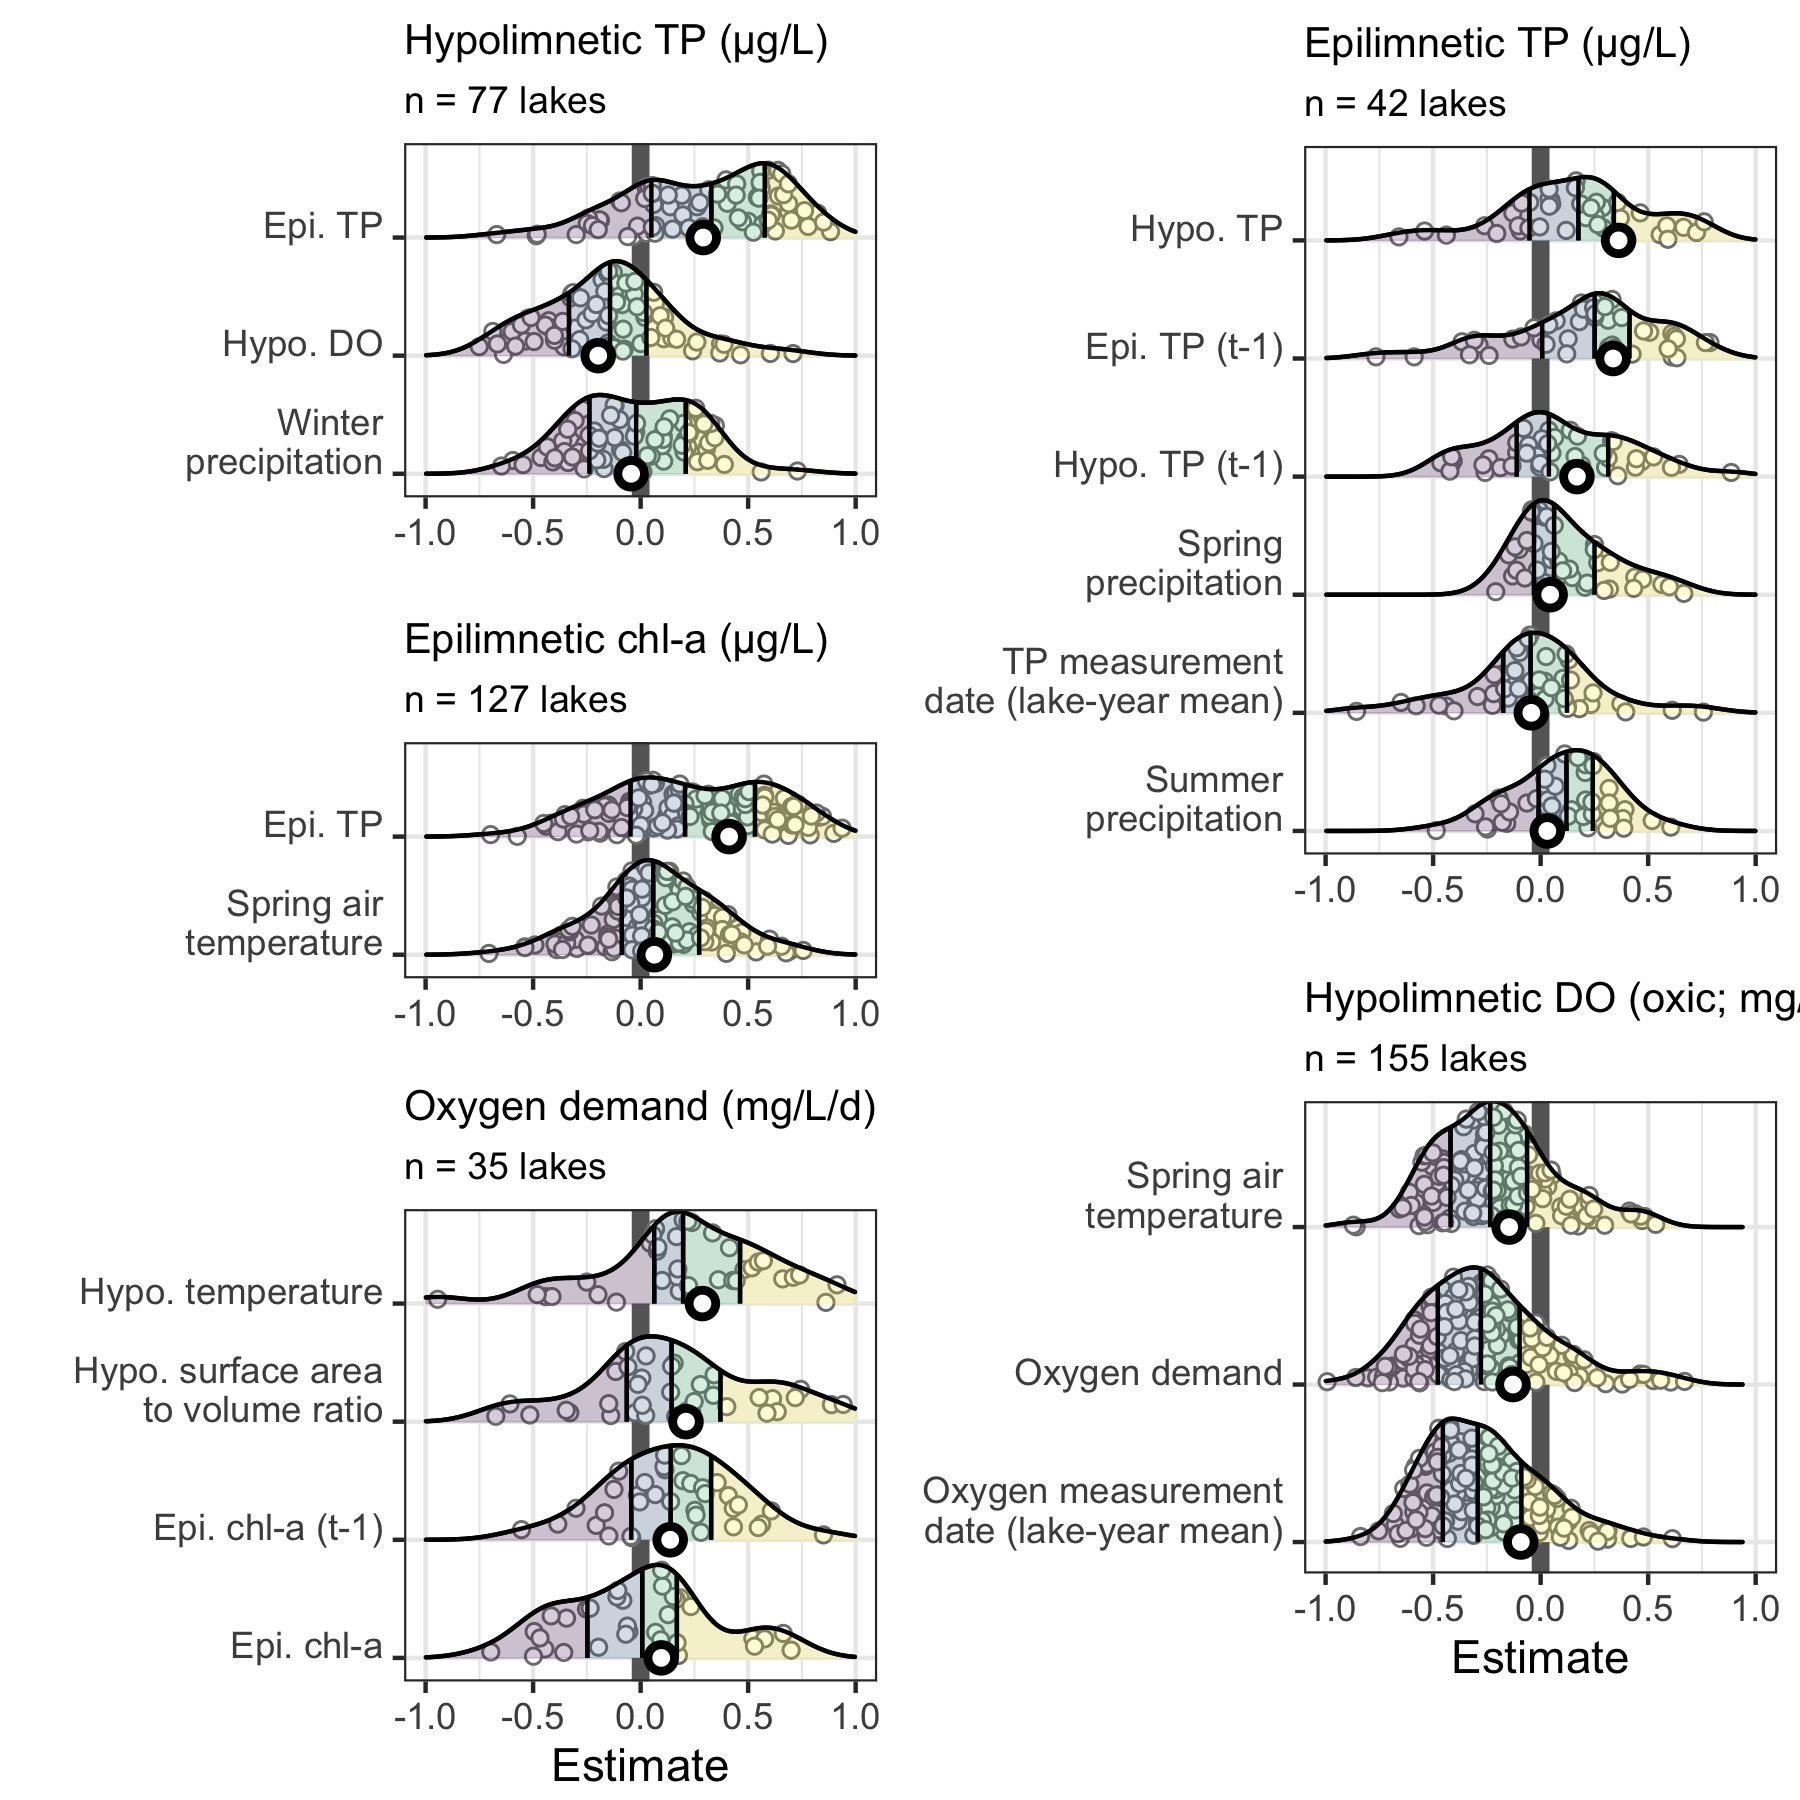 Hypolimnetic TP (µg/L)
n = 77 lakes
Epi. TP
Hypo. DO
Winter
precipitation
-1.0 -0.5 0.0 0.5 1.0
Epilimnetic chl-a (µg/L)
n = 127 lakes
Epi. TP
Spring air
temperature
-1.0 -0.5 0.0 0.5 1.0
Oxygen demand (mg/L/d)
n = 35 lakes
Hypo. temperature
Hypo. surface area
to volume ratio
Epi. chl-a (t-1)
Epi. chl-a
-1.0 -0.5 0.0 0.5 1.0
Estimate
Epilimnetic TP (µg/L)
n = 42 lakes
Hypo. TP
Epi. TP (t-1)
Hypo. TP (t-1)
Spring
precipitation
TP measurement
date (lake-year mean)
Summer
precipitation
-1.0 -0.5 0.0 0.5 1.0
Hypolimnetic DO (oxic; mg/
n = 155 lakes
Spring air
temperature
Oxygen demand
Oxygen measurement
date (lake-year mean)
-1.0 -0.5 0.0 0.5 1.0
Estimate